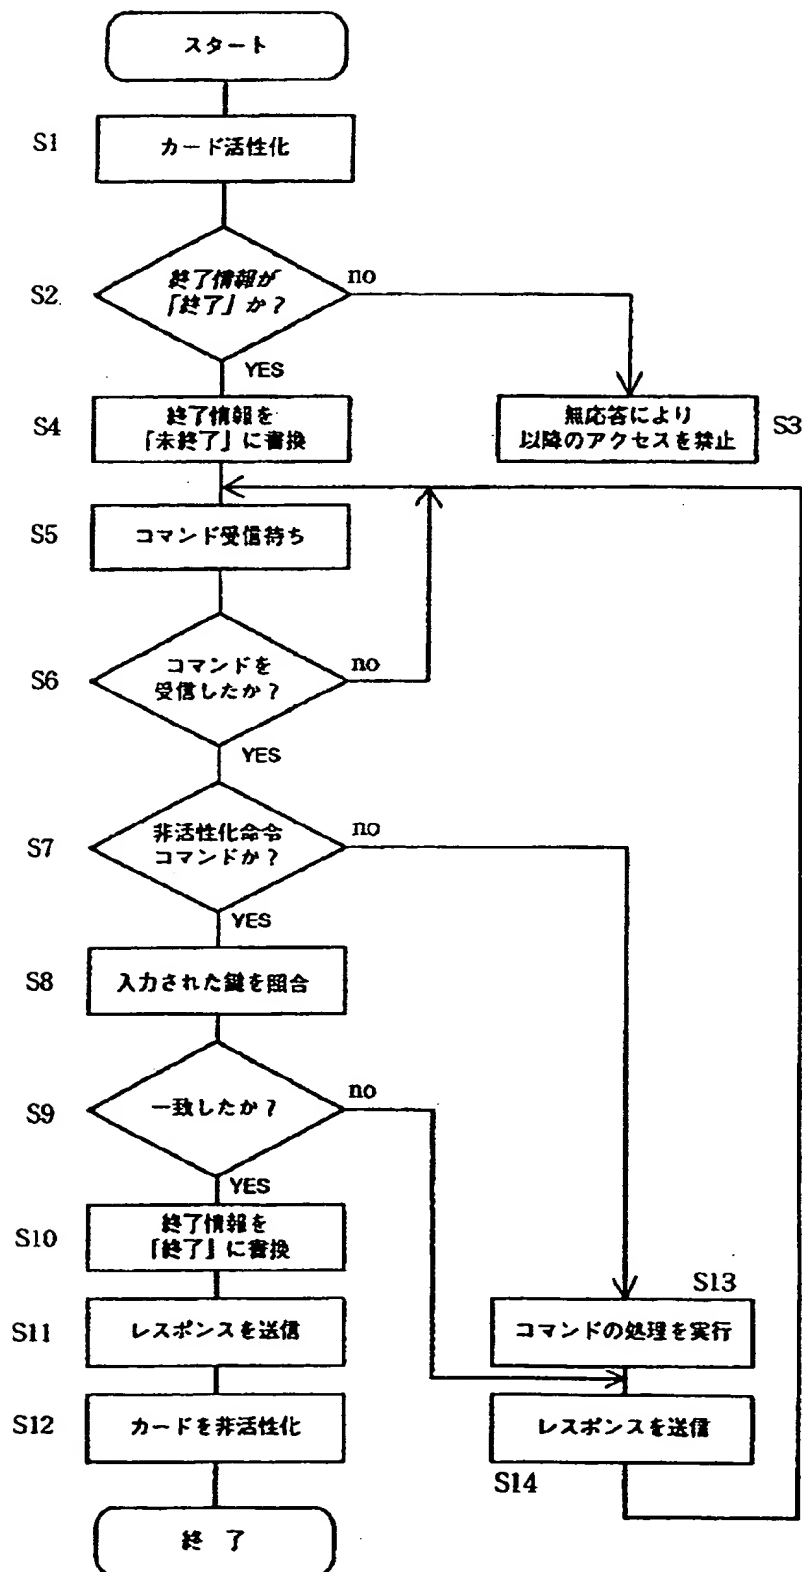 スタート
S1
カード活性化
S2
終了情報が
「終了」か？
no
YES
S4
終了情報を
「未終了」に書換
無応答により
以降のアクセスを禁止
S3
S5
コマンド受信待ち
S6
コマンドを
受信したか？
no
YES
S7
非活性化命令
コマンドか？
no
YES
S8
入力された鍵を照合
S9
一致したか？
no
YES
S10
終了情報を
「終了」に書換
S13
S11
レスポンスを送信
コマンドの処理を実行
S12
カードを非活性化
レスポンスを送信
S14
終 了